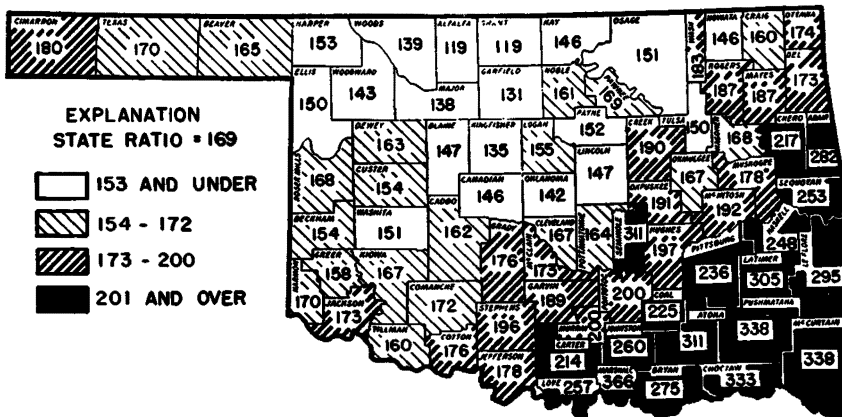 CIMARRON TEXAS BEAVER HARPER WOODS ALFALFA GRANT KAY OSAGE NOWATA CRAIG OTTAWA
180 170 165 153 139 119 119 146 151 183 146 160 174
DEL.
ELLIS WOODWARD MAJOR GARFIELD NOBLE PAWNEE ROGERS MAYES
150 143 138 131 161 169 187 187 173
EXPLANATION
STATE RATIO = 169
153 AND UNDER
154 - 172
173 - 200
201 AND OVER
DEWEY BLAINE KINGFISHER LOGAN PAYNE CREEK TULSA CHERO ADAIR
163 147 135 155 152 190 150 168 217 282
ROGER MILLS CUSTER CANADIAN OKLAHOMA LINCOLN OKMULGEE MUSKOGEE SEQUOYAH
168 154 146 142 147 167 178 253
BECKHAM WASHITA CADDO GRADY McCLAIN CLEVELAND POTTAWATOMIE SEMINOLE OKFUSKEE HUGHES McINTOSH PITTSBURG HASKELL LE FLORE
154 151 162 176 173 167 164 311 191 197 192 236 248 295
HARMON GREER KIOWA COMANCHE STEPHENS GARVIN COAL LATIMER
170 158 167 172 196 189 200 225 305
JACKSON TILLMAN COTTON JEFFERSON MURRAY CARTER JOHNSTON ATOKA PUSHMATAHA McCURTAIN
173 160 176 178 200 214 260 311 338 338
LOVE MARSHALL BRYAN CHOCTAW
257 366 275 333